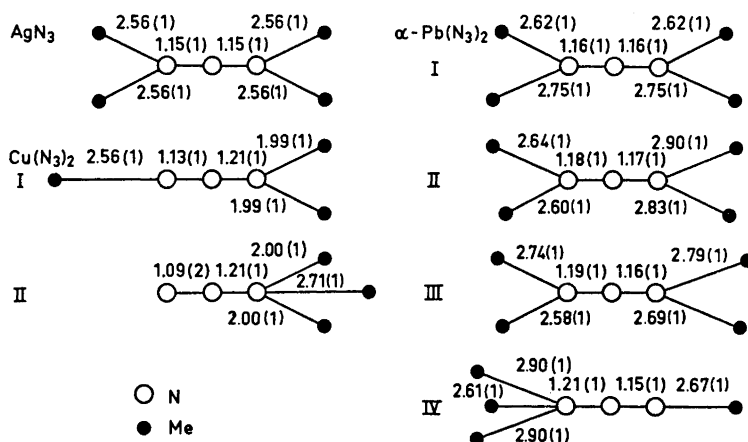 AgN3
2.56(1) 2.56(1)
1.15(1) 1.15(1)
2.56(1) 2.56(1)
Cu(N3)2
I
2.56(1) 1.13(1) 1.21(1) 1.99(1)
1.99(1)
II
1.09(2) 1.21(1) 2.00(1)
2.71(1)
2.00(1)
N
Me
α-Pb(N3)2
I
2.62(1) 2.62(1)
1.16(1) 1.16(1)
2.75(1) 2.75(1)
II
2.64(1) 2.90(1)
1.18(1) 1.17(1)
2.60(1) 2.83(1)
III
2.74(1) 2.79(1)
1.19(1) 1.16(1)
2.58(1) 2.69(1)
IV
2.90(1)
2.61(1) 1.21(1) 1.15(1) 2.67(1)
2.90(1)